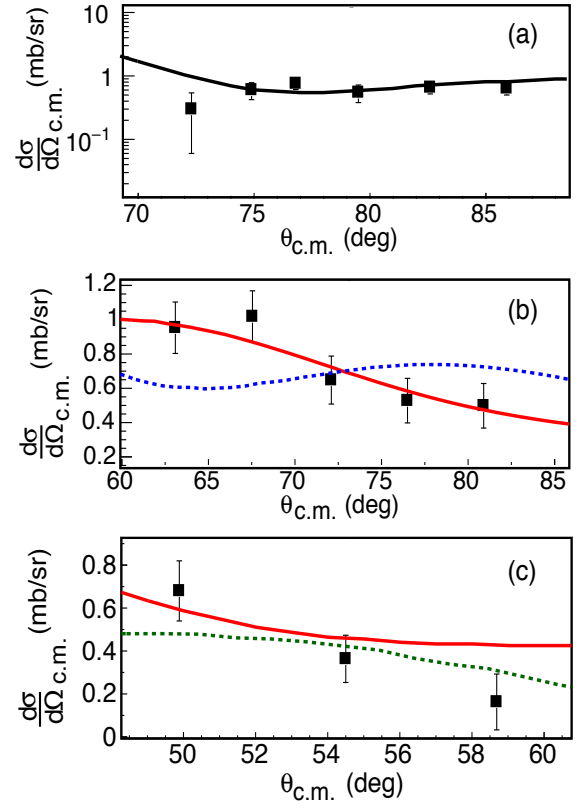 10
1
10⁻¹
dσ/dΩ c.m. (mb/sr)
(a)
70 75 80 85
θc.m. (deg)
1.2
1
0.8
0.6
0.4
0.2
dσ/dΩ c.m. (mb/sr)
(b)
60 65 70 75 80 85
θc.m. (deg)
0.8
0.6
0.4
0.2
0
dσ/dΩ c.m. (mb/sr)
(c)
50 52 54 56 58 60
θc.m. (deg)